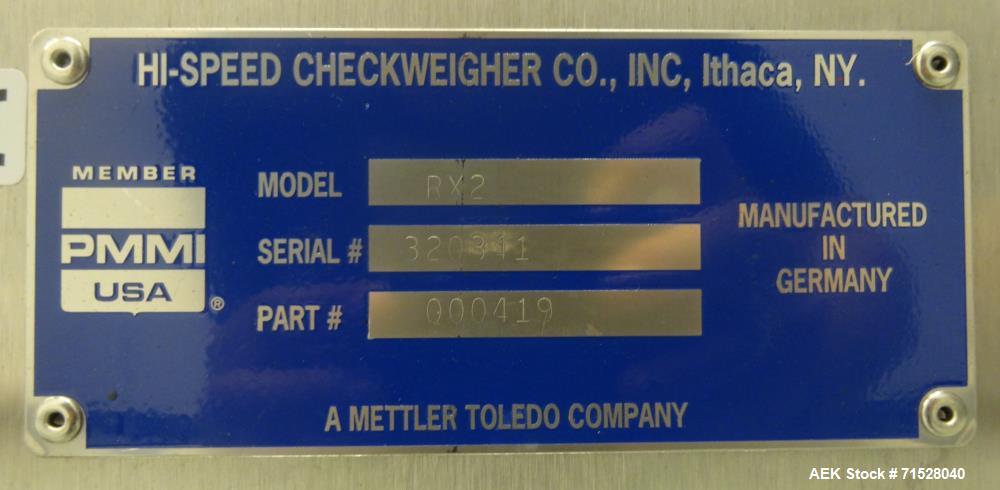 HI-SPEED CHECKWEIGHER CO., INC, Ithaca, NY.
MEMBER
PMMI
USA
®
MODEL RX2
SERIAL # 320311
PART # 000419
MANUFACTURED
IN
GERMANY
A METTLER TOLEDO COMPANY
AEK Stock # 71528040